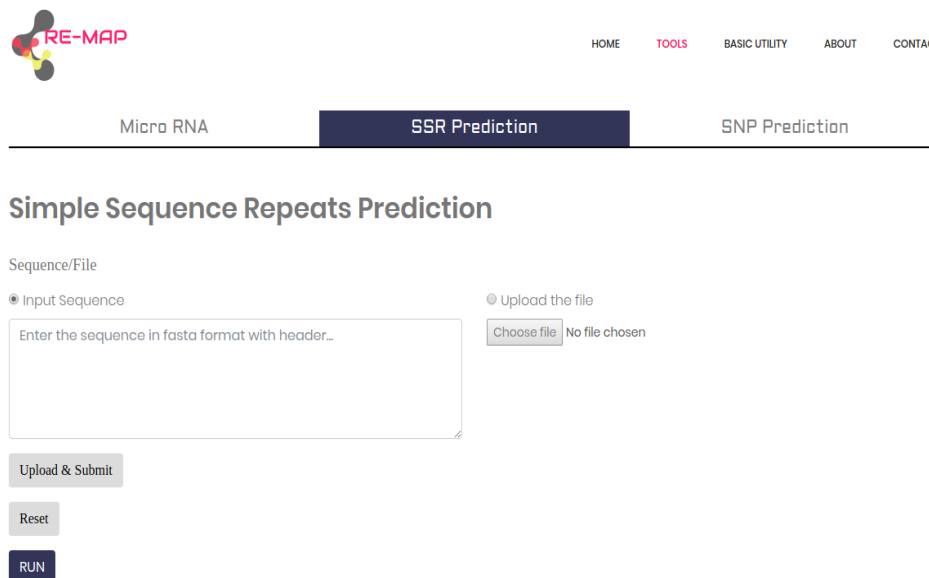 RE-MAP
HOME TOOLS BASIC UTILITY ABOUT
Micro RNA SSR Prediction SNP Prediction
Simple Sequence Repeats Prediction
Sequence/File
Input Sequence Upload the file
Enter the sequence in fasta format with header... Choose file No file chosen
Upload & Submit
Reset
RUN